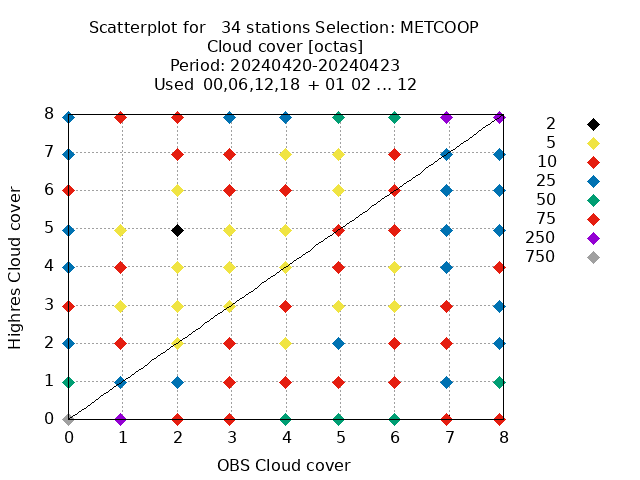 Scatterplot for 34 stations Selection: METCOOP
Cloud cover [octas]
Period: 20240420-20240423
Used 00,06,12,18 + 01 02 ... 12
8
7
6
5
4
3
2
1
0
Highres Cloud cover
0 1 2 3 4 5 6 7 8
OBS Cloud cover
2
5
10
25
50
75
250
750